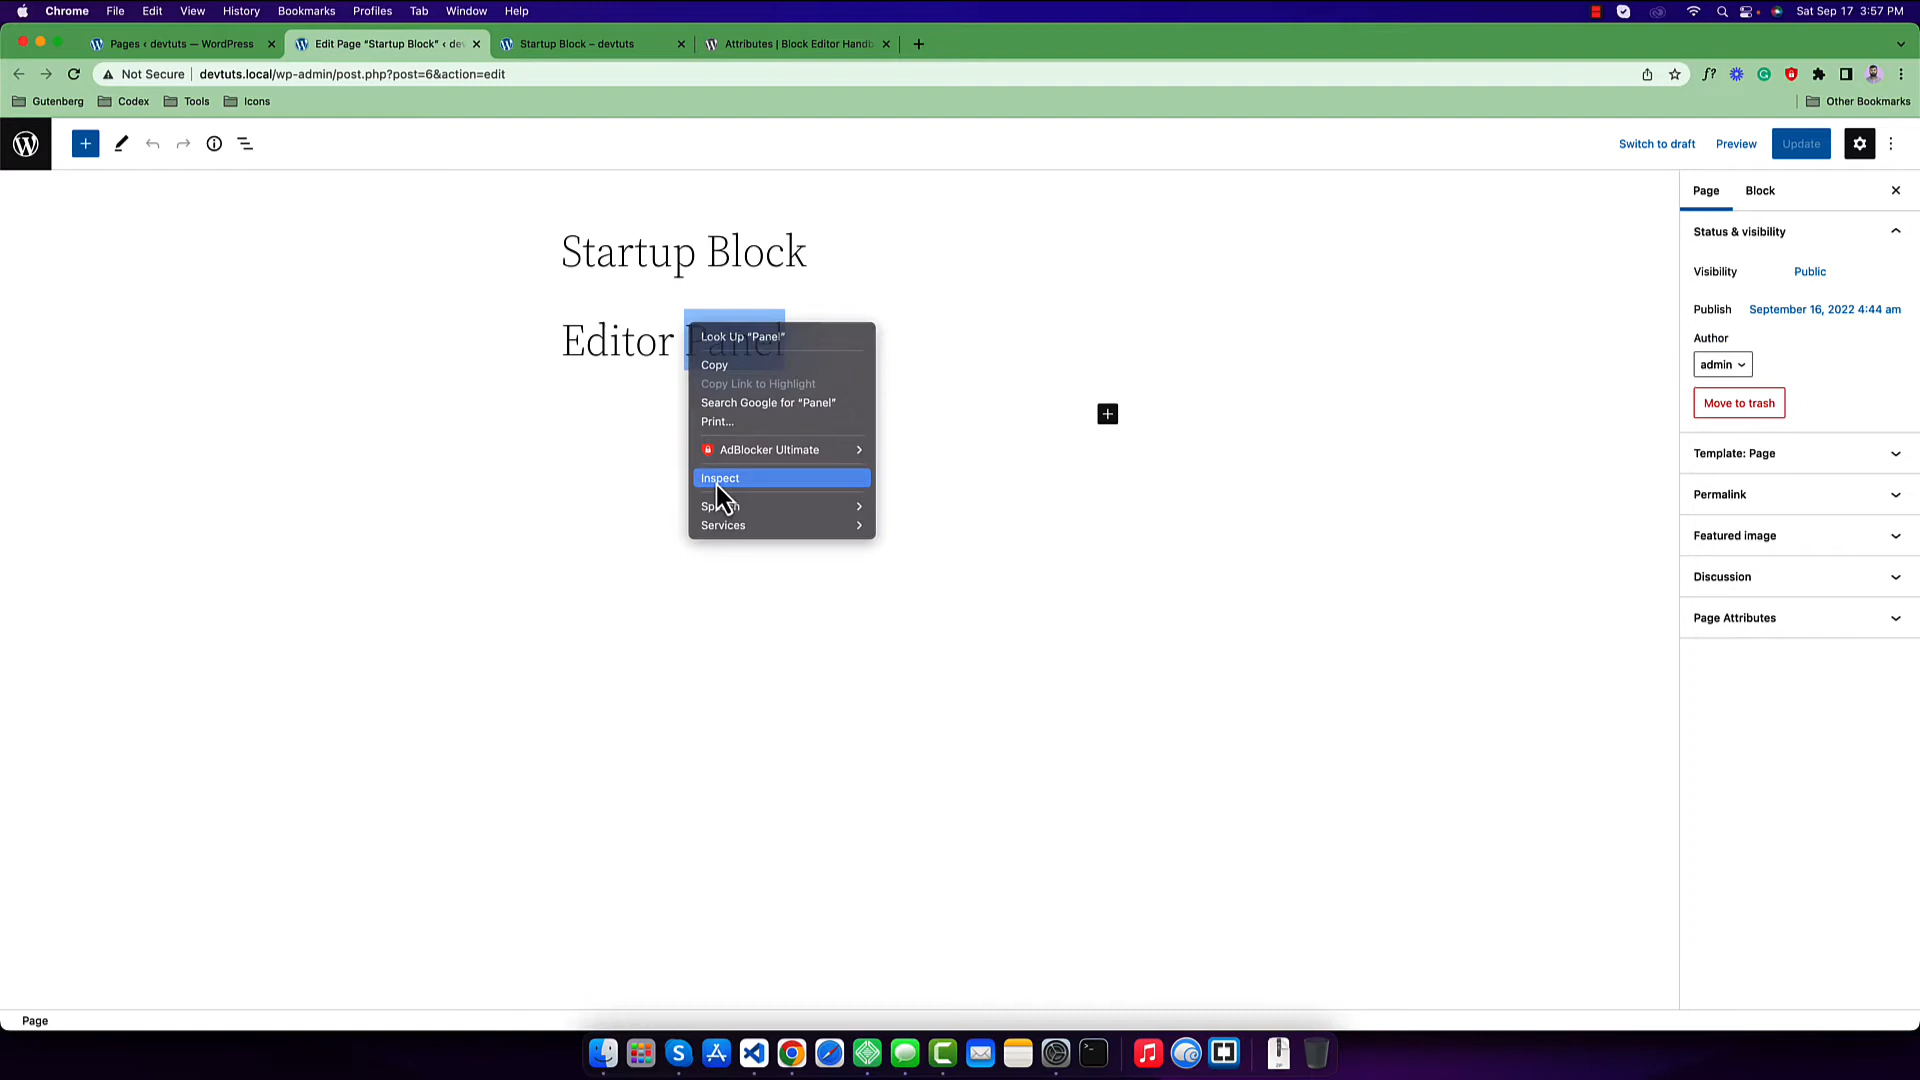 Chrome File Edit View History Bookmarks Profiles Tab Window Help Sat Sep 17 3:57 PM
Pages ‹ devtuts — WordPress Edit Page “Startup Block” ‹ dev Startup Block – devtuts Attributes | Block Editor Handb
Not Secure devtuts.local/wp-admin/post.php?post=6&action=edit f?
Gutenberg Codex Tools Icons Other Bookmarks
Switch to draft Preview Update
Page Block
Startup Block
Status & visibility
Visibility Public
Publish September 16, 2022 4:44 am
Author
admin
Move to trash
Editor Panel
Look Up “Panel”
Copy
Copy Link to Highlight
Search Google for “Panel”
Print...
AdBlocker Ultimate
Inspect
Services
Template: Page
Permalink
Featured image
Discussion
Page Attributes
Page